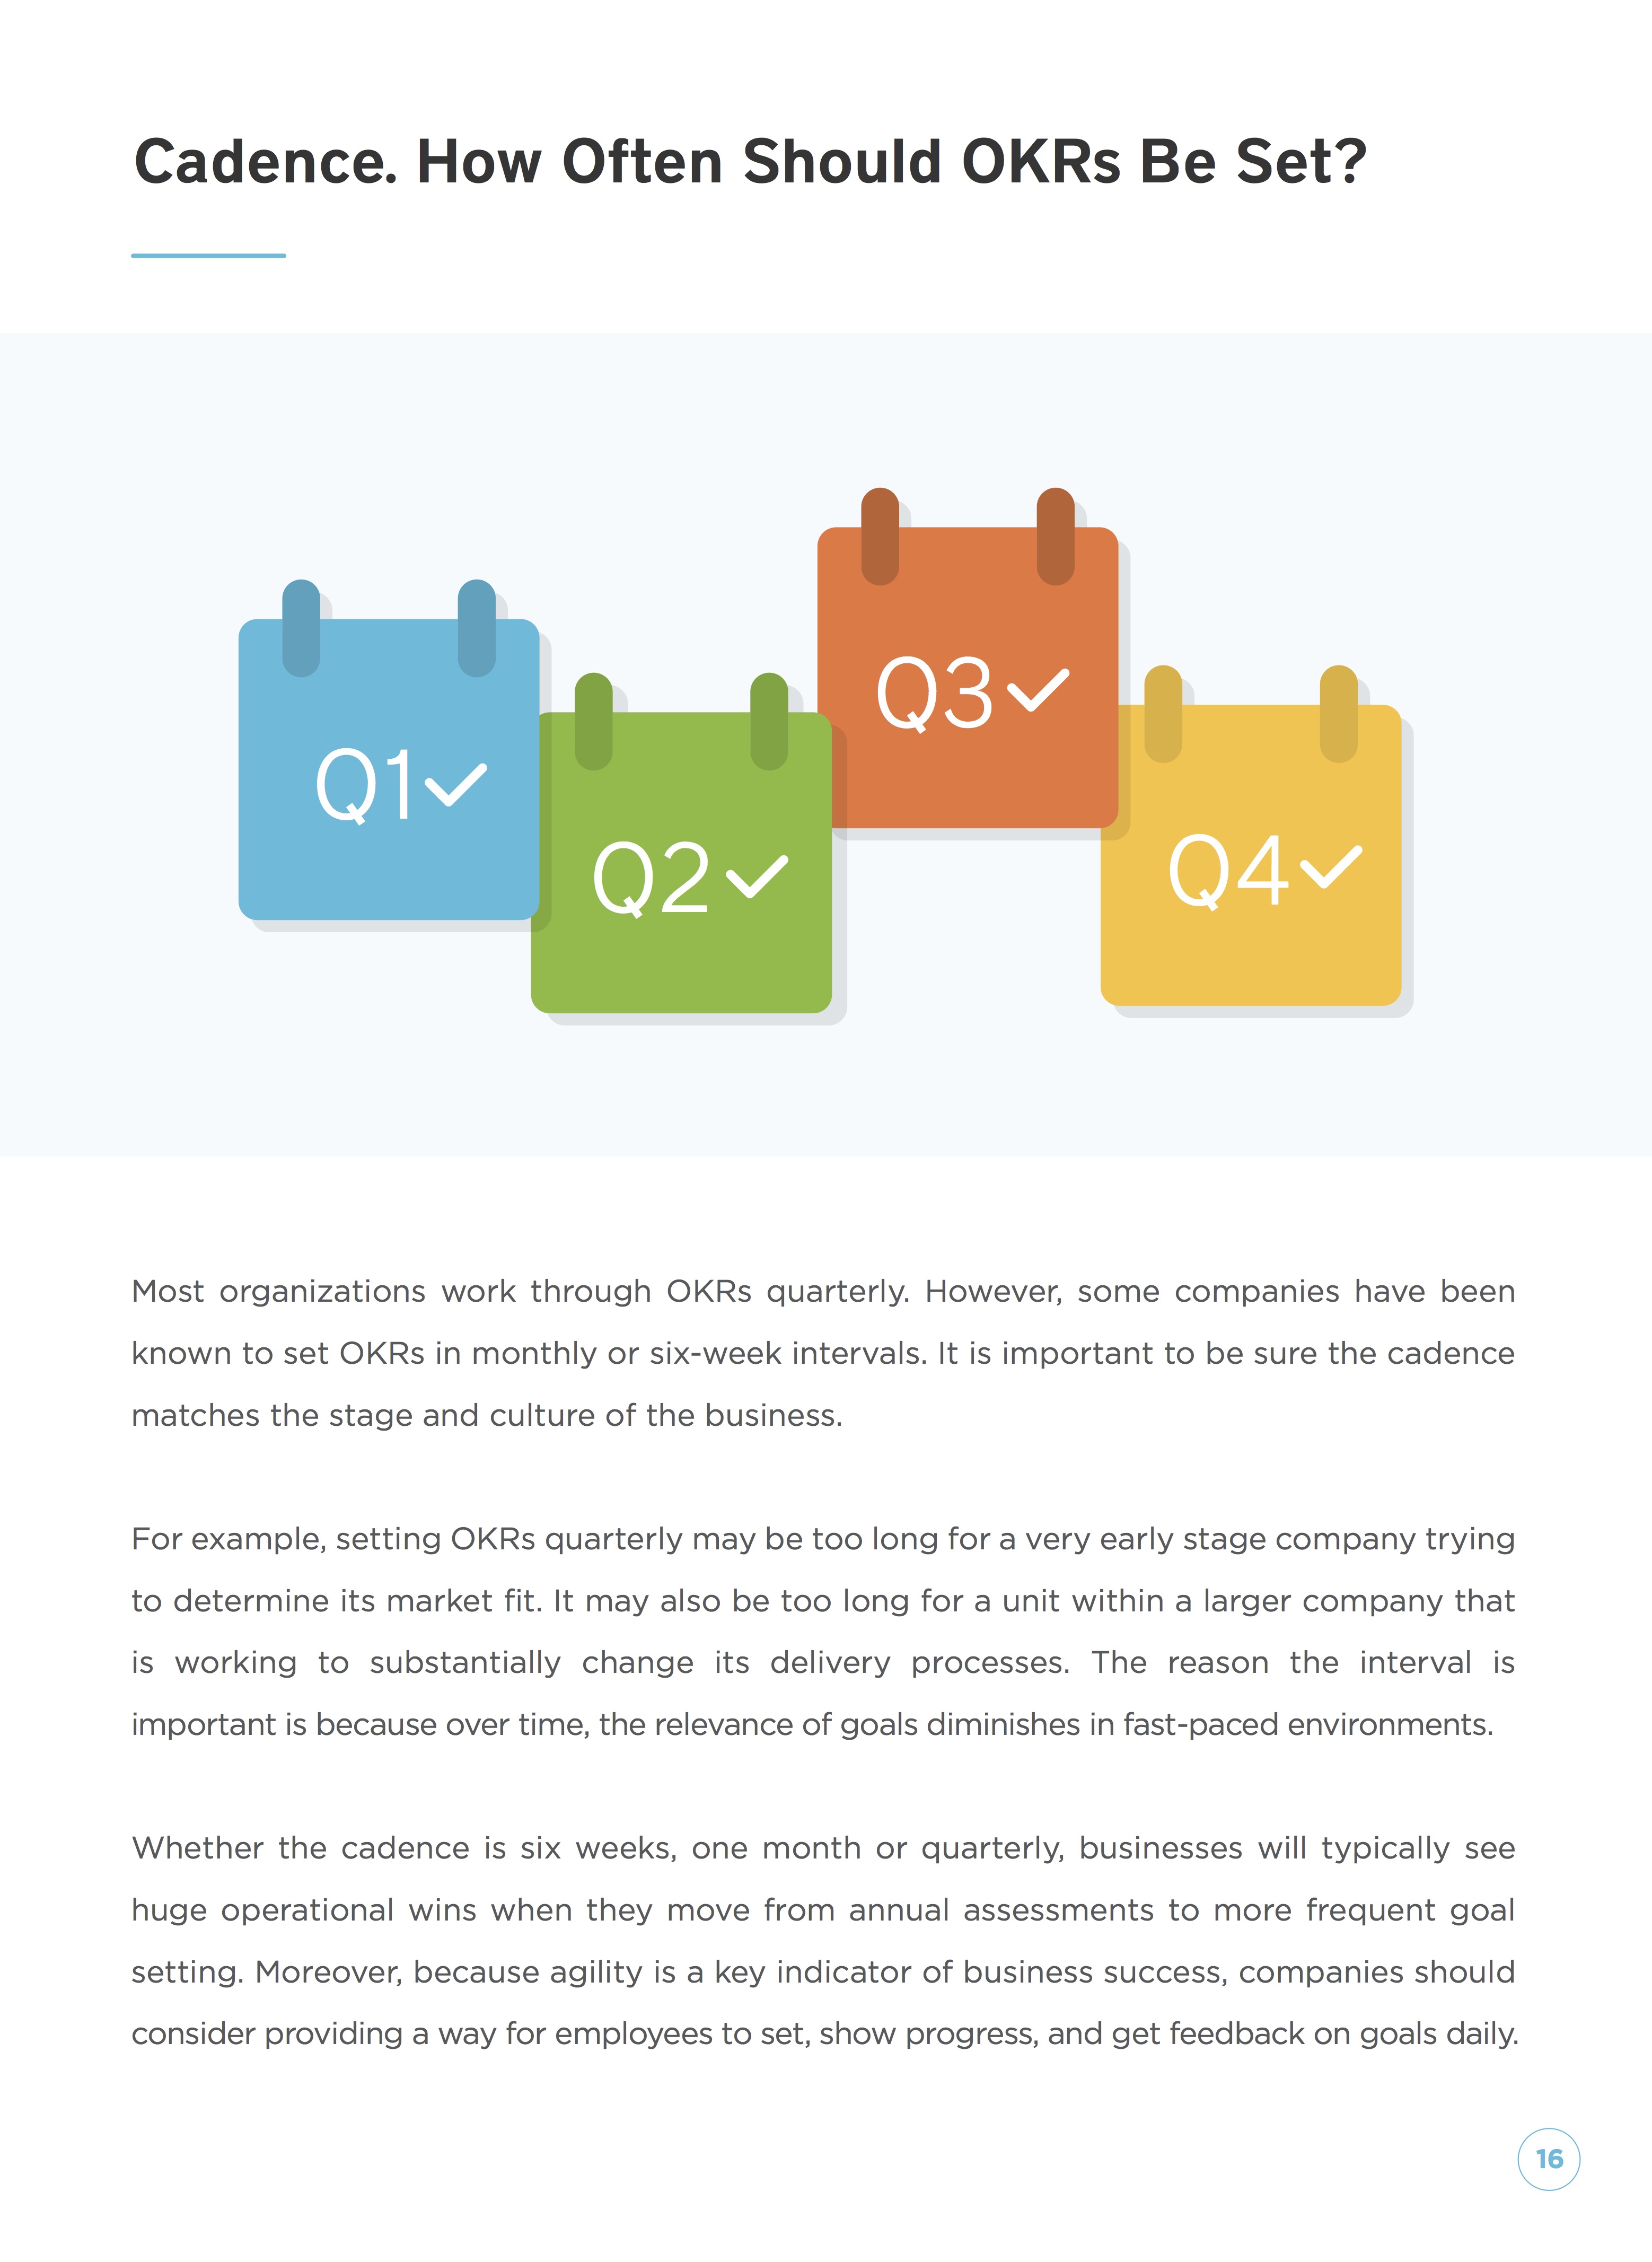 Cadence. How Often Should OKRs Be Set?
Q1
Q2
Q3
Q4
Most organizations work through OKRs quarterly. However, some companies have been
known to set OKRs in monthly or six-week intervals. It is important to be sure the cadence
matches the stage and culture of the business.
For example, setting OKRs quarterly may be too long for a very early stage company trying
to determine its market fit. It may also be too long for a unit within a larger company that
is working to substantially change its delivery processes. The reason the interval is
important is because over time, the relevance of goals diminishes in fast-paced environments.
Whether the cadence is six weeks, one month or quarterly, businesses will typically see
huge operational wins when they move from annual assessments to more frequent goal
setting. Moreover, because agility is a key indicator of business success, companies should
consider providing a way for employees to set, show progress, and get feedback on goals daily.
16